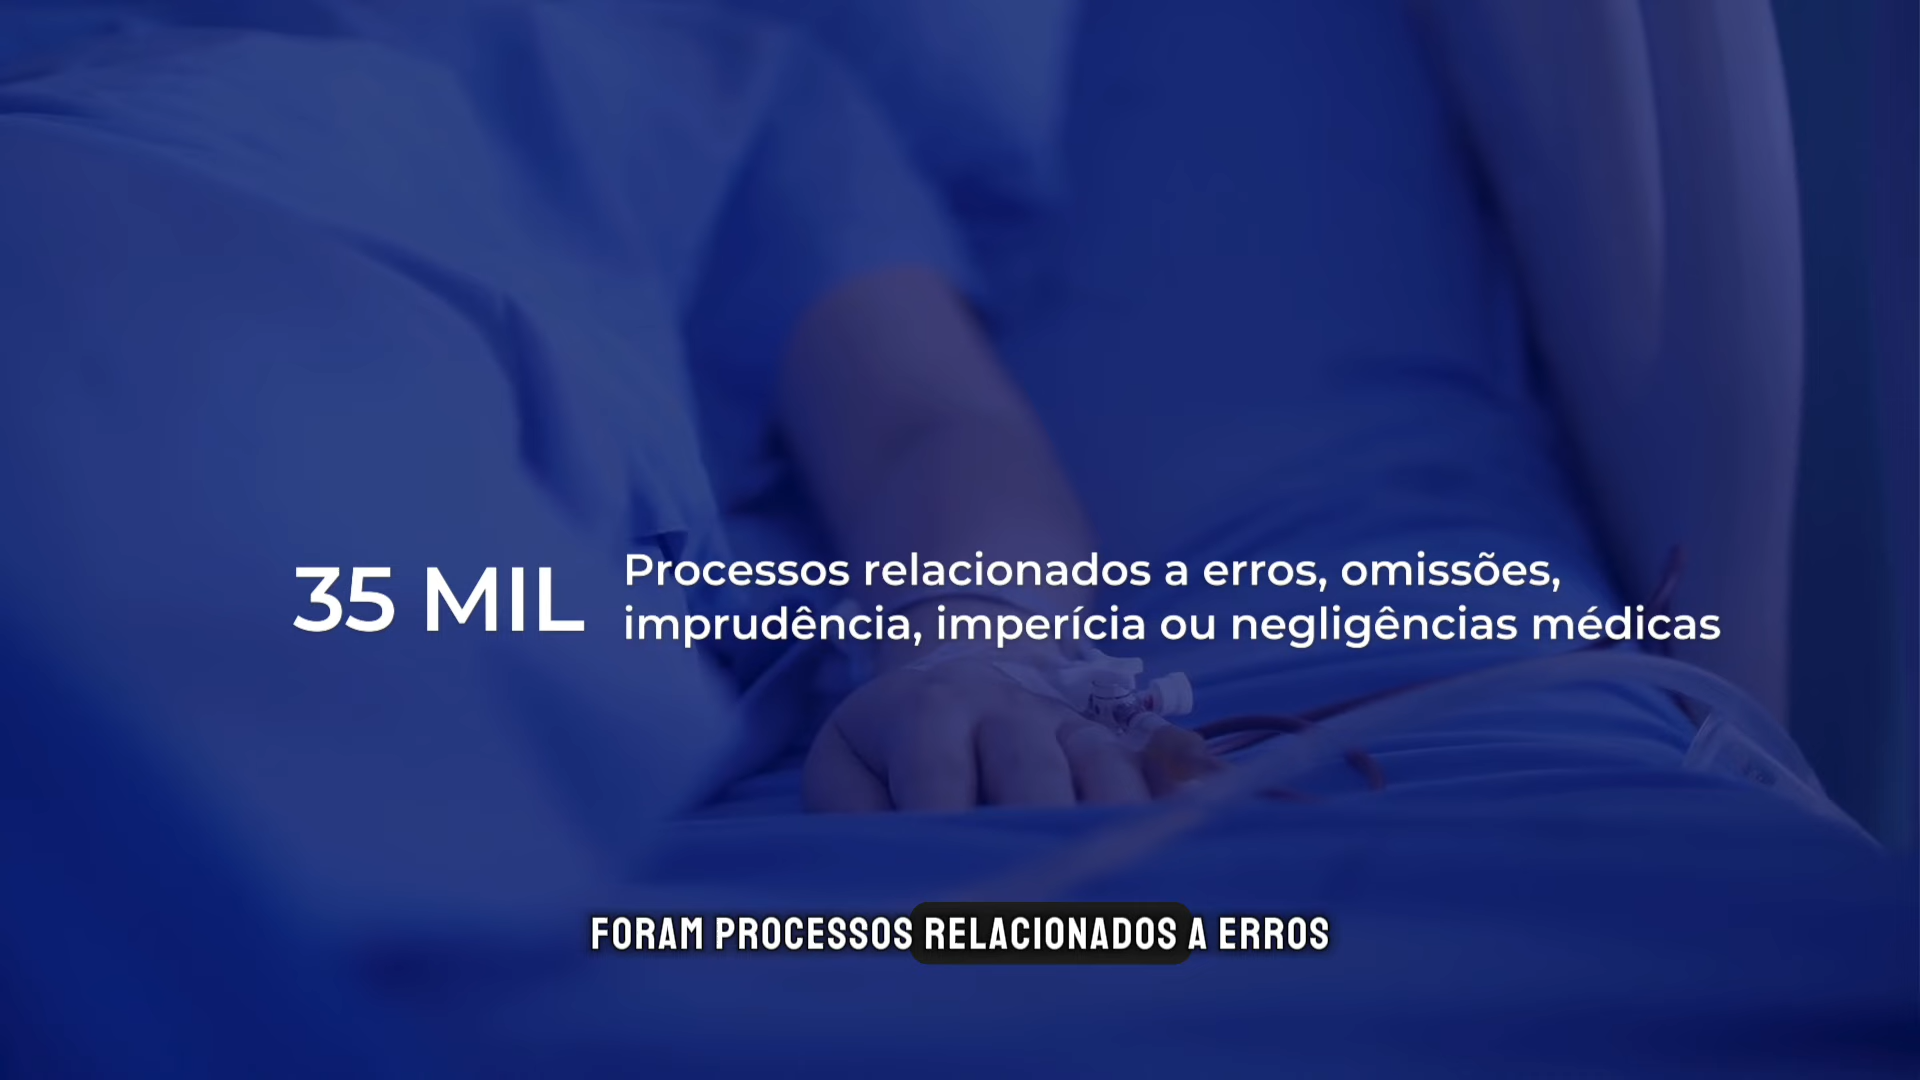 35 MIL
Processos relacionados a erros, omissões,
imprudência, imperícia ou negligências médicas
FORAM PROCESSOS RELACIONADOS A ERROS